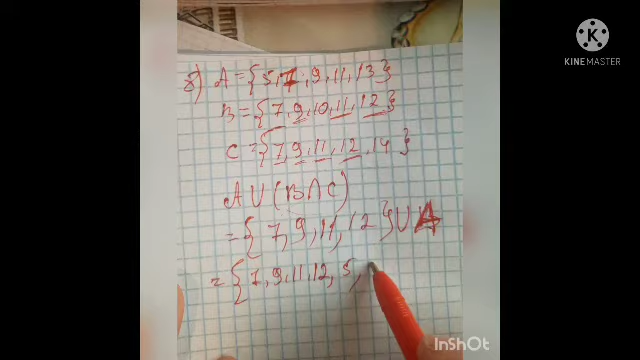 8) A = {5, 7, 9, 11, 13}
B = {7, 9, 10, 11, 12}
C = {7, 9, 11, 12, 14}
A U (B ∩ C)
= {7, 9, 11, 12} U A
= {7, 9, 11, 12, 5,
KINEMASTER
InShOt